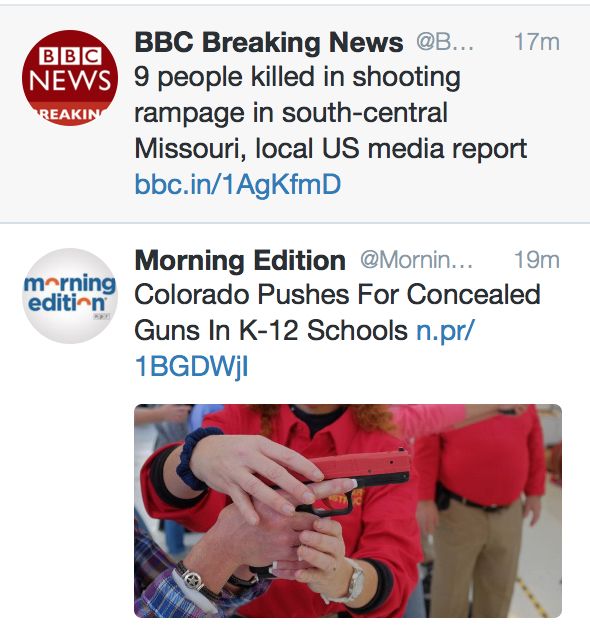 BBC
NEWS
BREAKING
BBC Breaking News @B... 17m
9 people killed in shooting
rampage in south-central
Missouri, local US media report
bbc.in/1AgKfmD
morning
edition
npr
Morning Edition @Mornin... 19m
Colorado Pushes For Concealed
Guns In K-12 Schools n.pr/
1BGDWjI